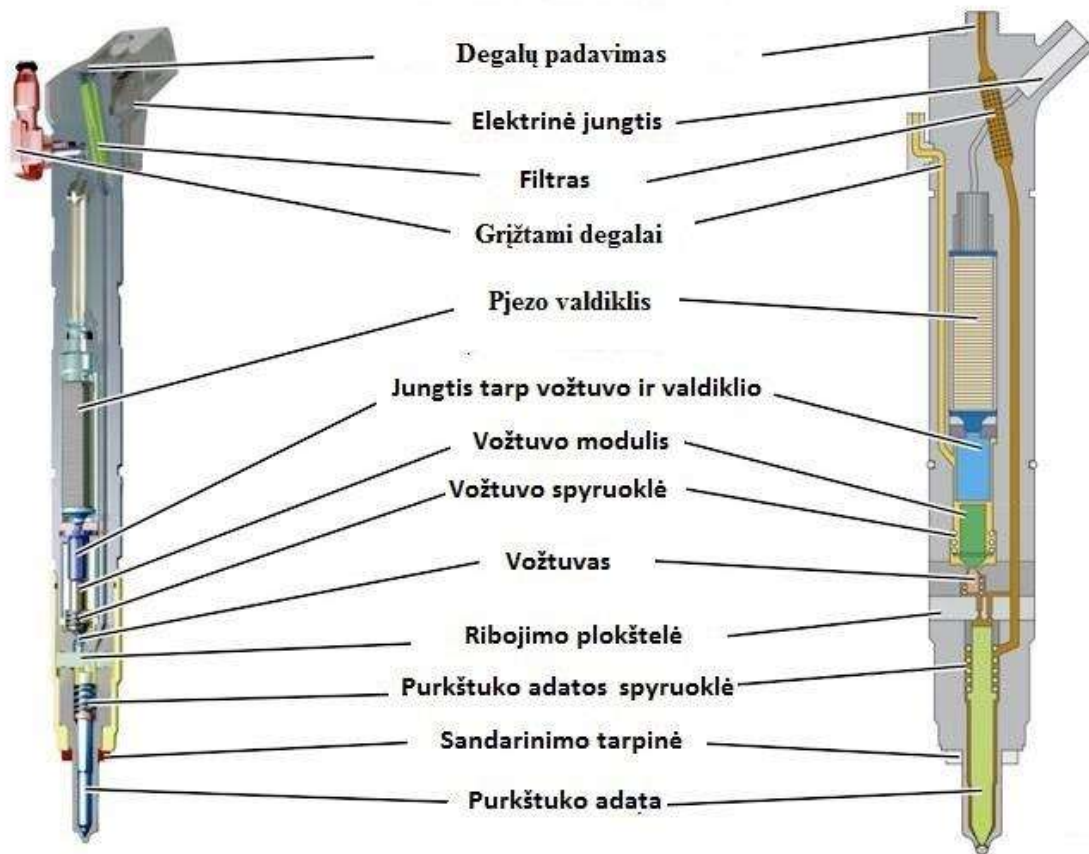 Degalų padavimas
Elektrinė jungtis
Filtras
Grįžtami degalai
Pjezo valdiklis
Jungtis tarp vožtuvo ir valdiklio
Vožtuvo modulis
Vožtuvo spyruoklė
Vožtuvas
Ribojimo plokštelė
Purkštuko adatos spyruoklė
Sandarinimo tarpinė
Purkštuko adata